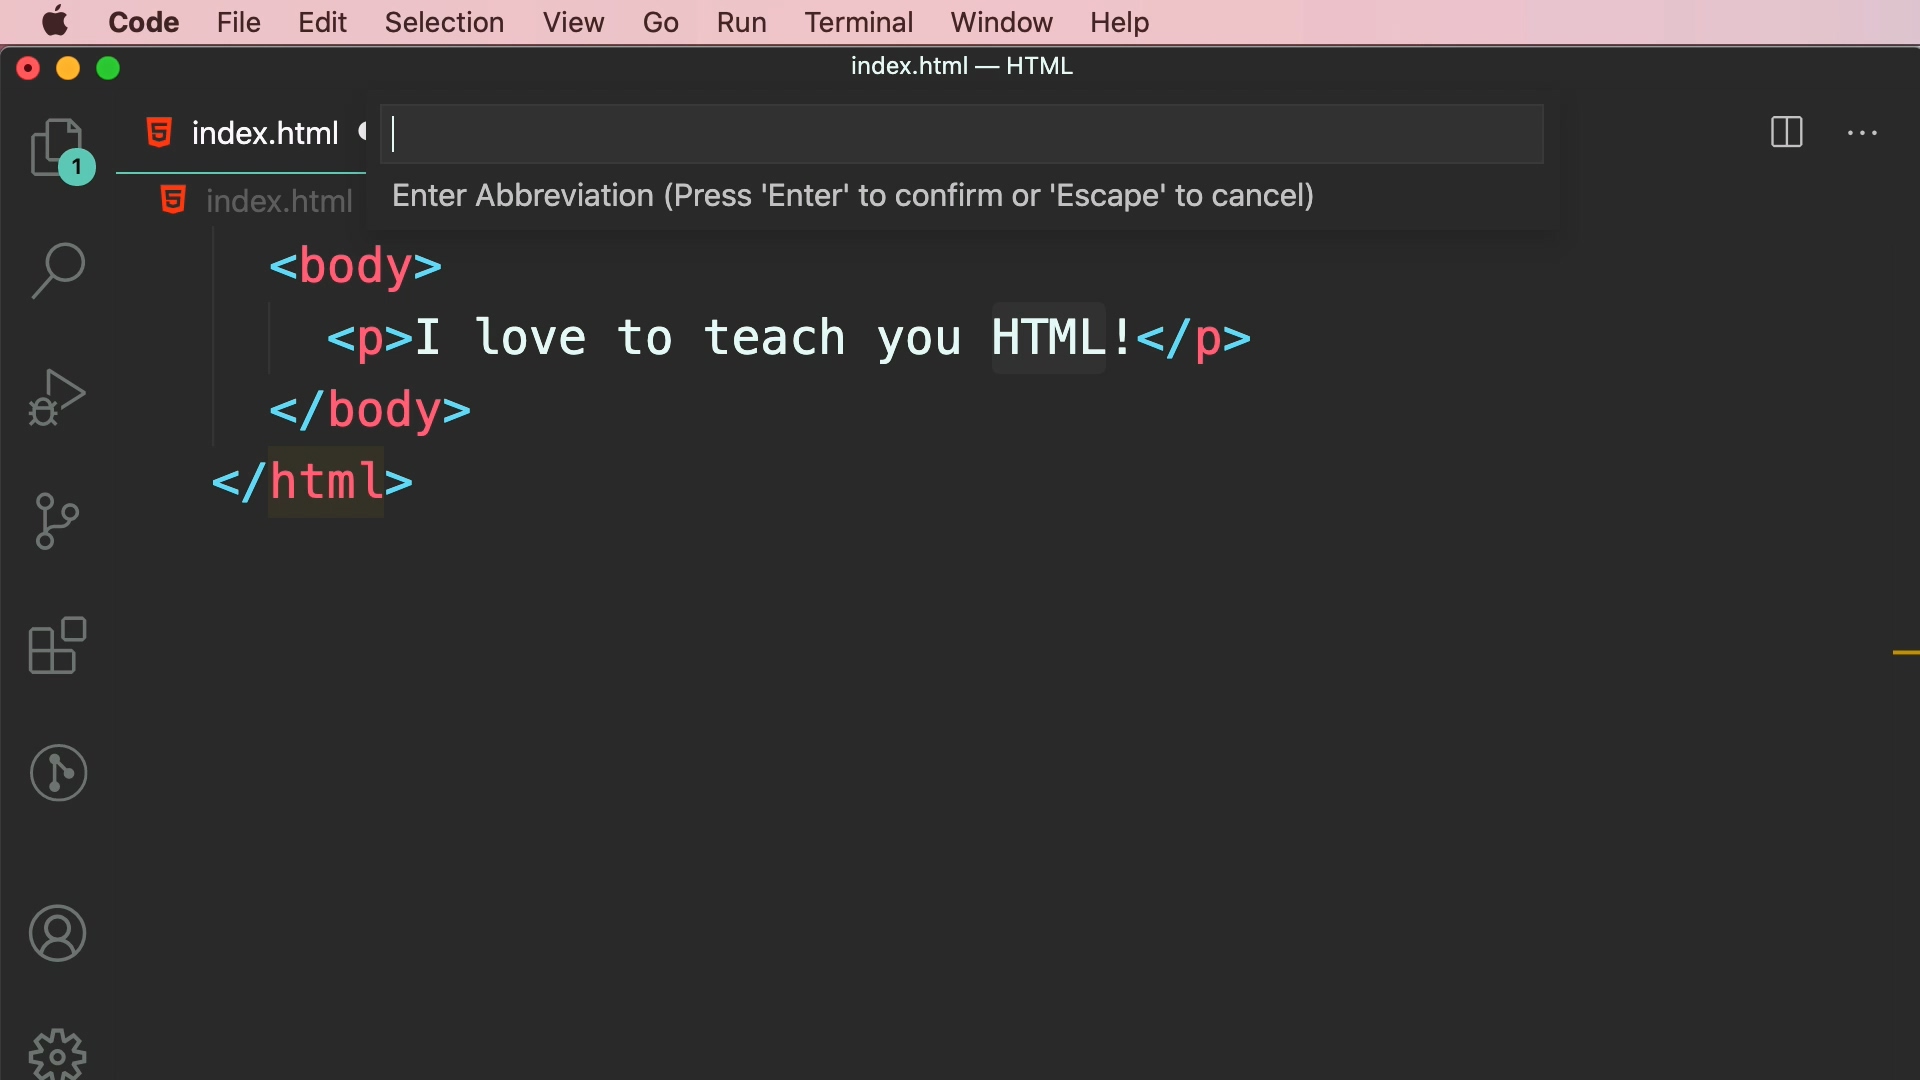 Code File Edit Selection View Go Run Terminal Window Help
index.html — HTML
index.html
1
index.html
Enter Abbreviation (Press 'Enter' to confirm or 'Escape' to cancel)
<body>
<p>I love to teach you HTML!</p>
</body>
</html>